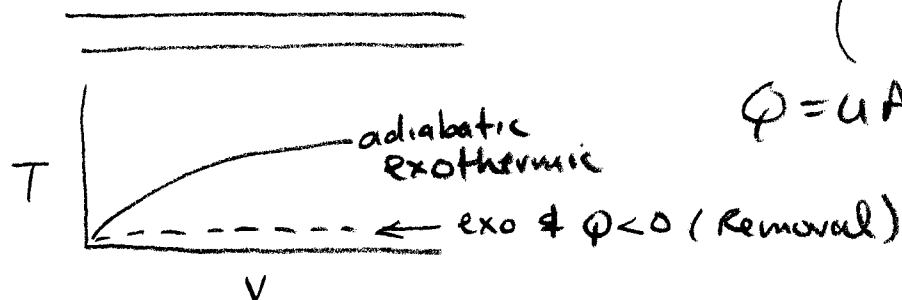 Q = UA
adiabatic
exothermic
T
exo & Q<0 (Removal)
V